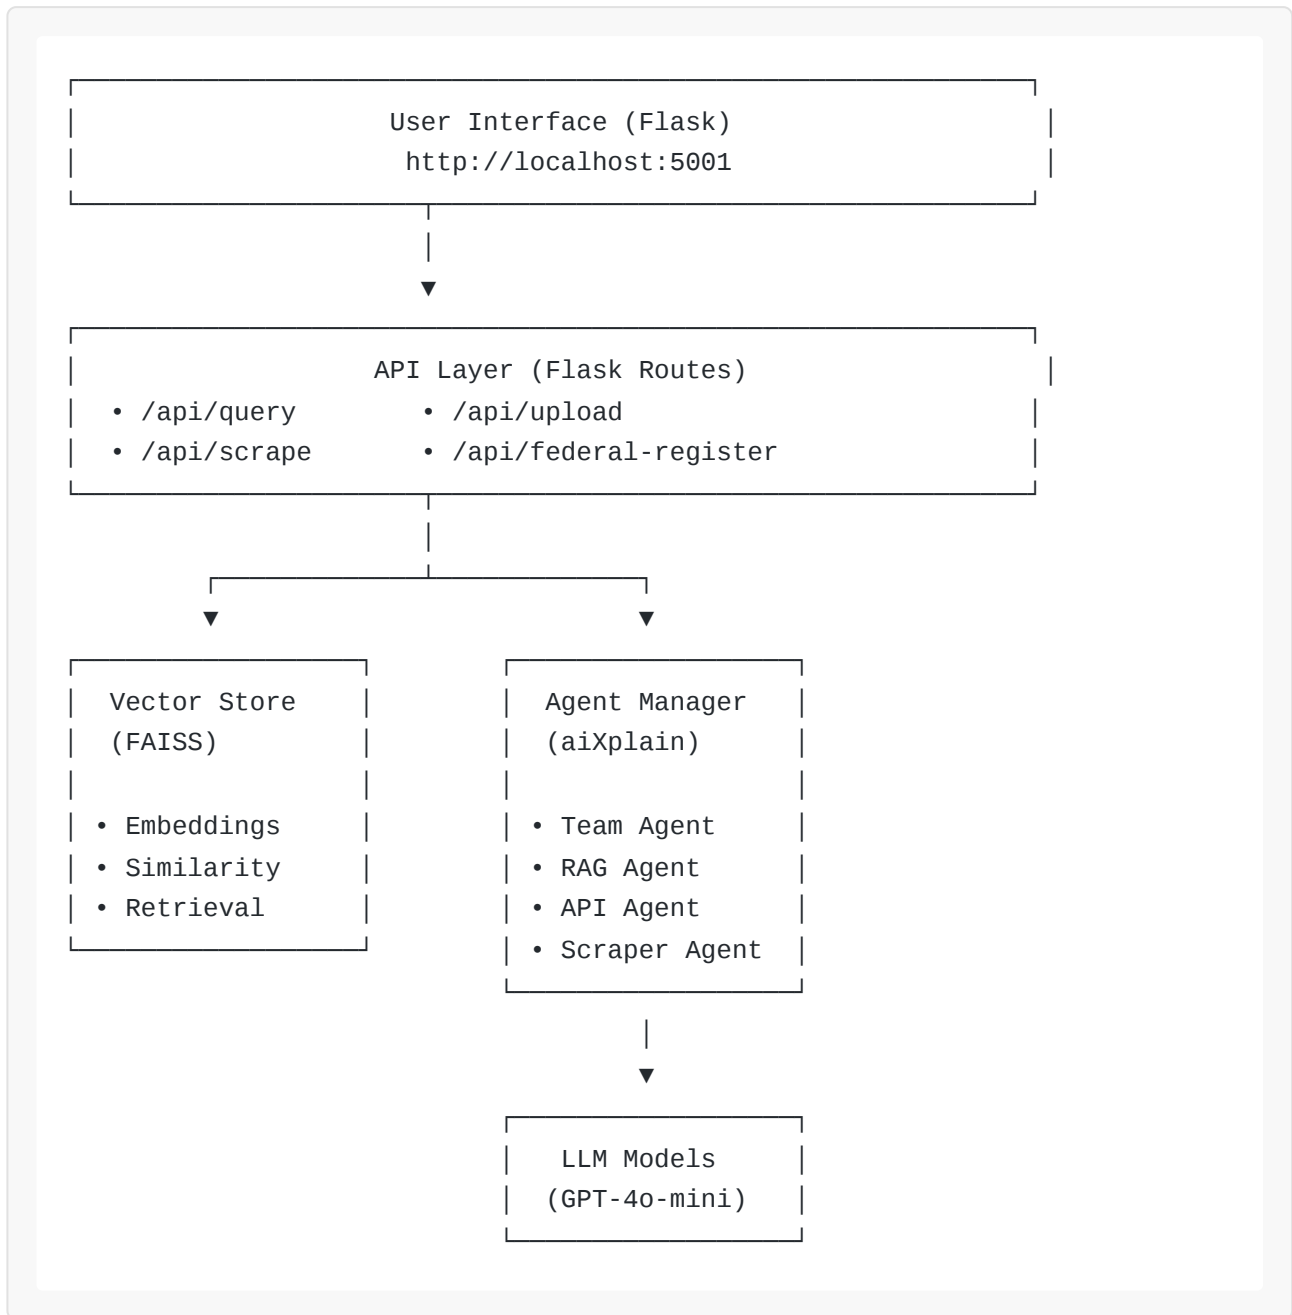 User Interface (Flask)
http://localhost:5001
API Layer (Flask Routes)
• /api/query • /api/upload
• /api/scrape • /api/federal-register
Vector Store
(FAISS)
• Embeddings
• Similarity
• Retrieval
Agent Manager
(aiXplain)
• Team Agent
• RAG Agent
• API Agent
• Scraper Agent
LLM Models
(GPT-4o-mini)